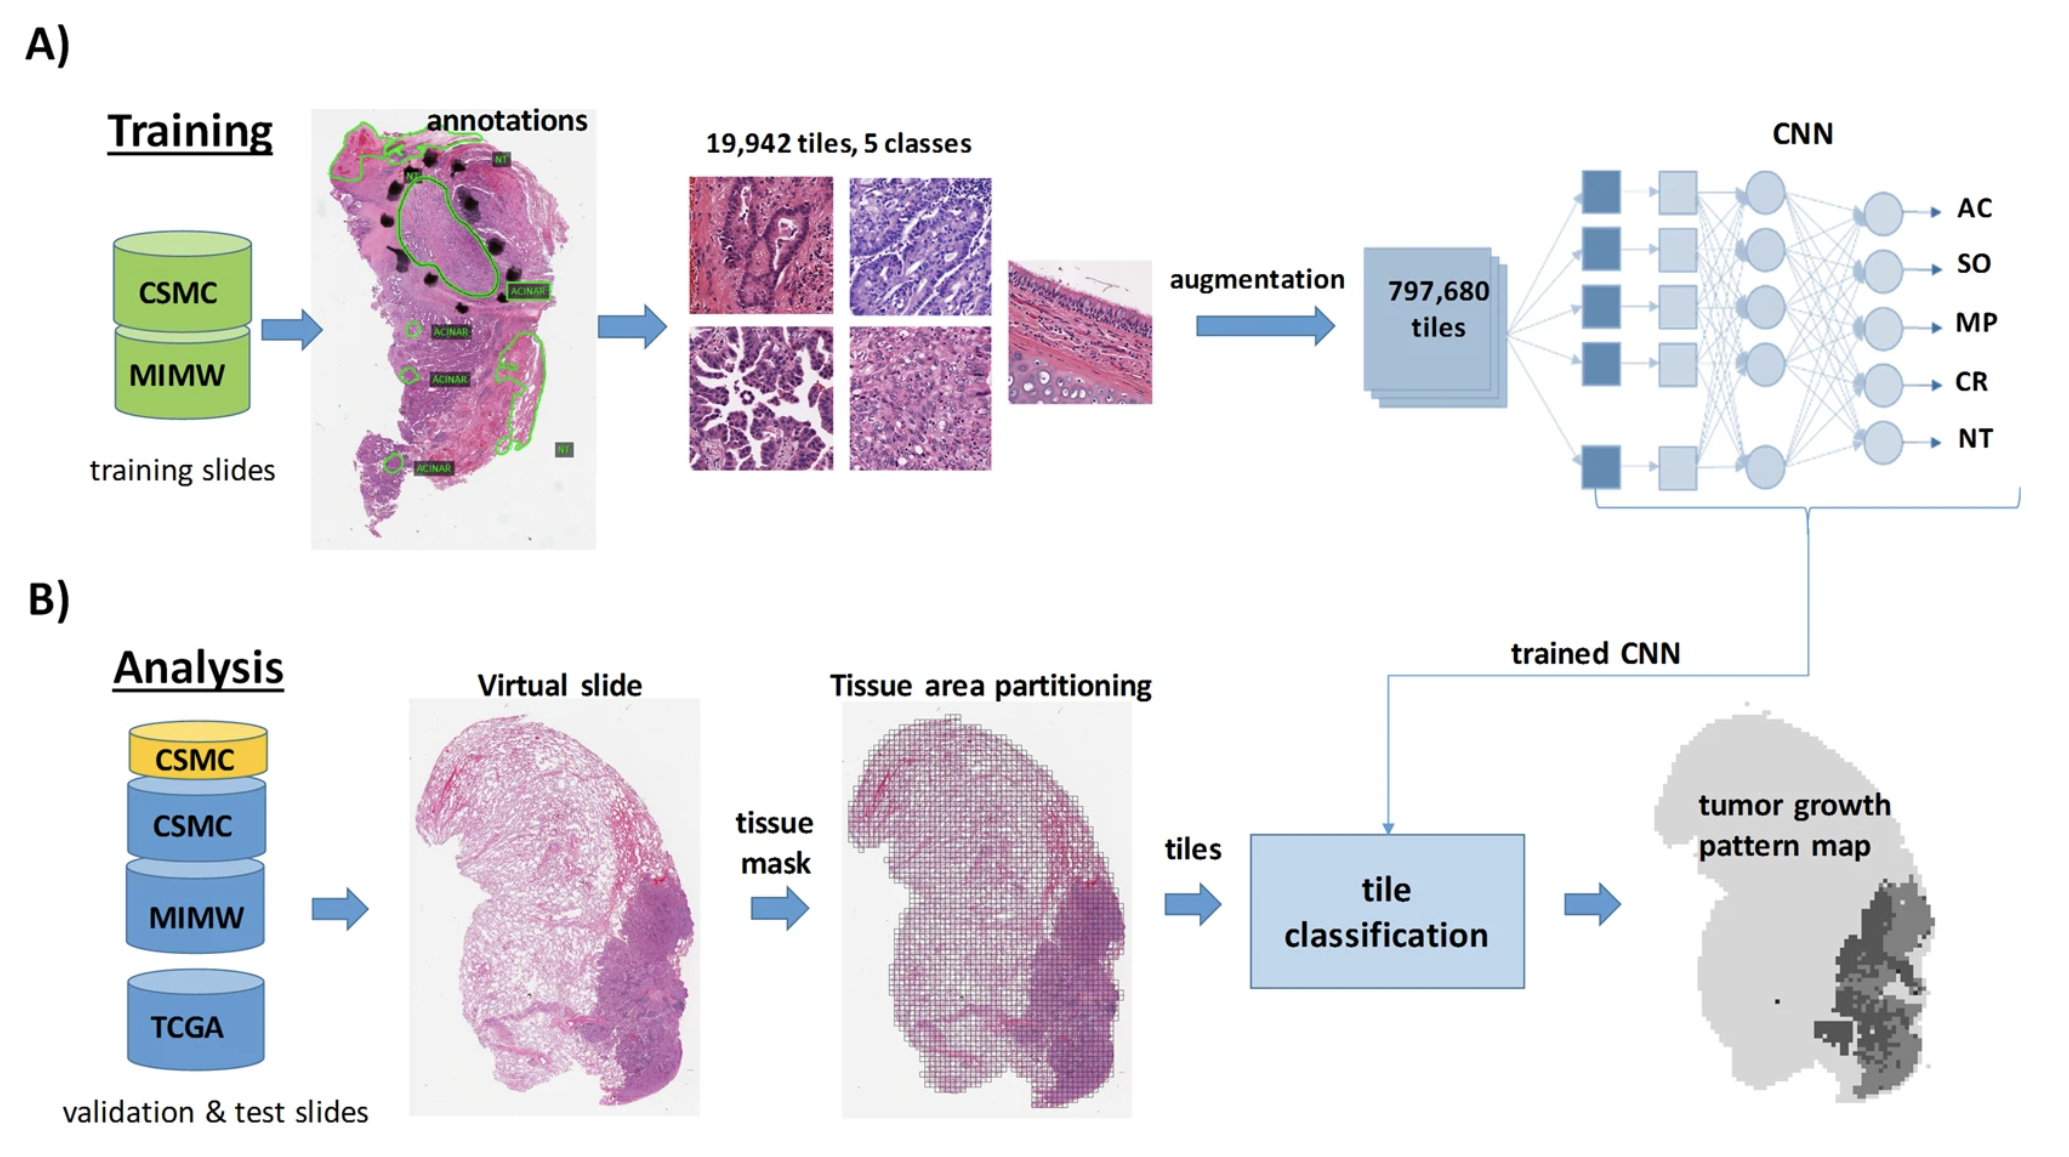 A)
Training
annotations
NT
NT
ACINAR
ACINAR
ACINAR
NT
ACINAR
CSMC
MIMW
training slides
19,942 tiles, 5 classes
augmentation
797,680
tiles
CNN
AC
SO
MP
CR
NT
B)
Analysis
CSMC
CSMC
MIMW
TCGA
validation & test slides
Virtual slide
tissue
mask
Tissue area partitioning
tiles
trained CNN
tile
classification
tumor growth
pattern map